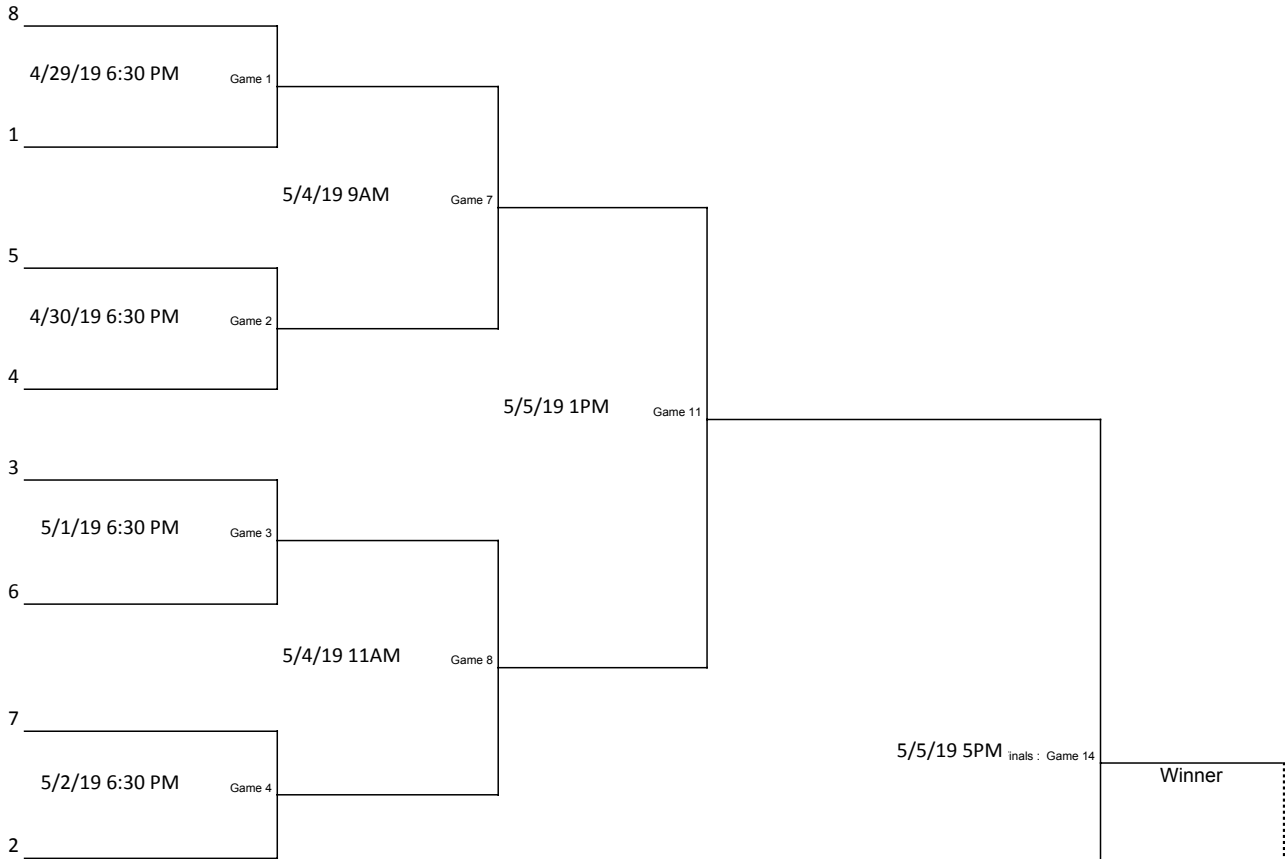 8
4/29/19 6:30 PM Game 1
1
5/4/19 9AM Game 7
5
4/30/19 6:30 PM Game 2
4
5/5/19 1PM Game 11
3
5/1/19 6:30 PM Game 3
6
5/4/19 11AM Game 8
7
5/5/19 5PM inals : Game 14
Winner
5/2/19 6:30 PM Game 4
2